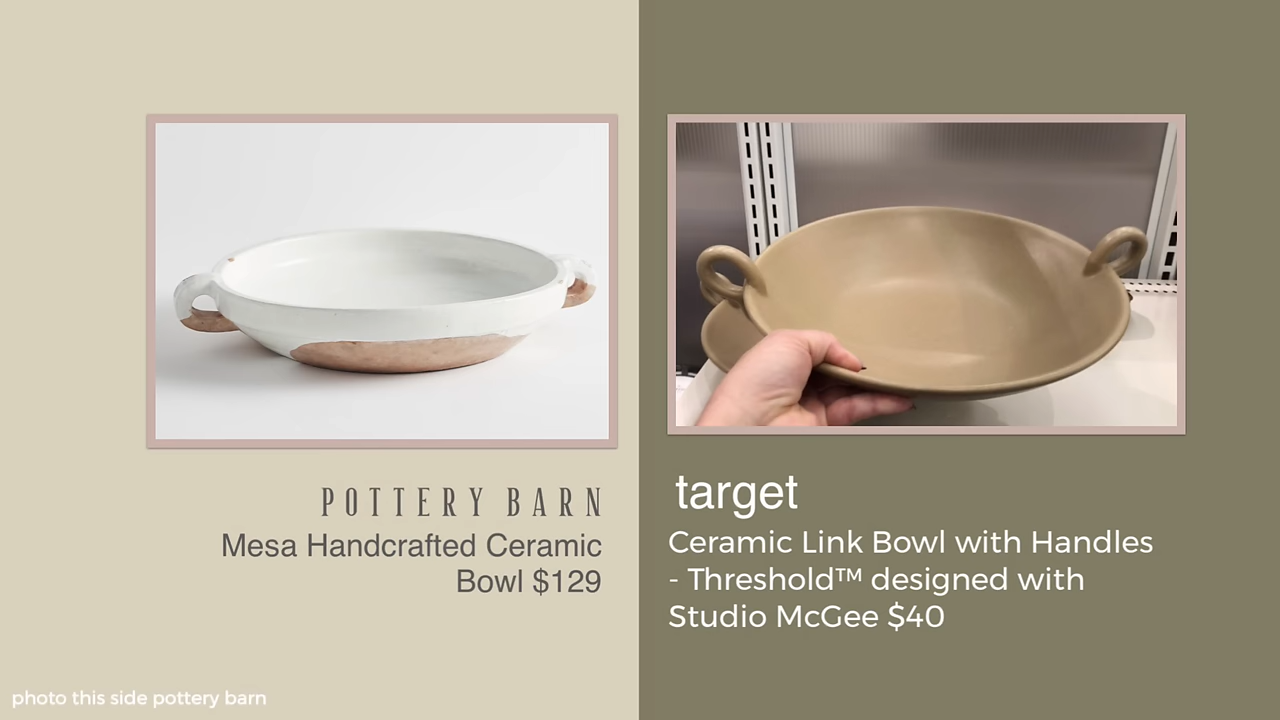 POTTERY BARN
Mesa Handcrafted Ceramic
Bowl $129
target
Ceramic Link Bowl with Handles
- Threshold™ designed with
Studio McGee $40
photo this side pottery barn